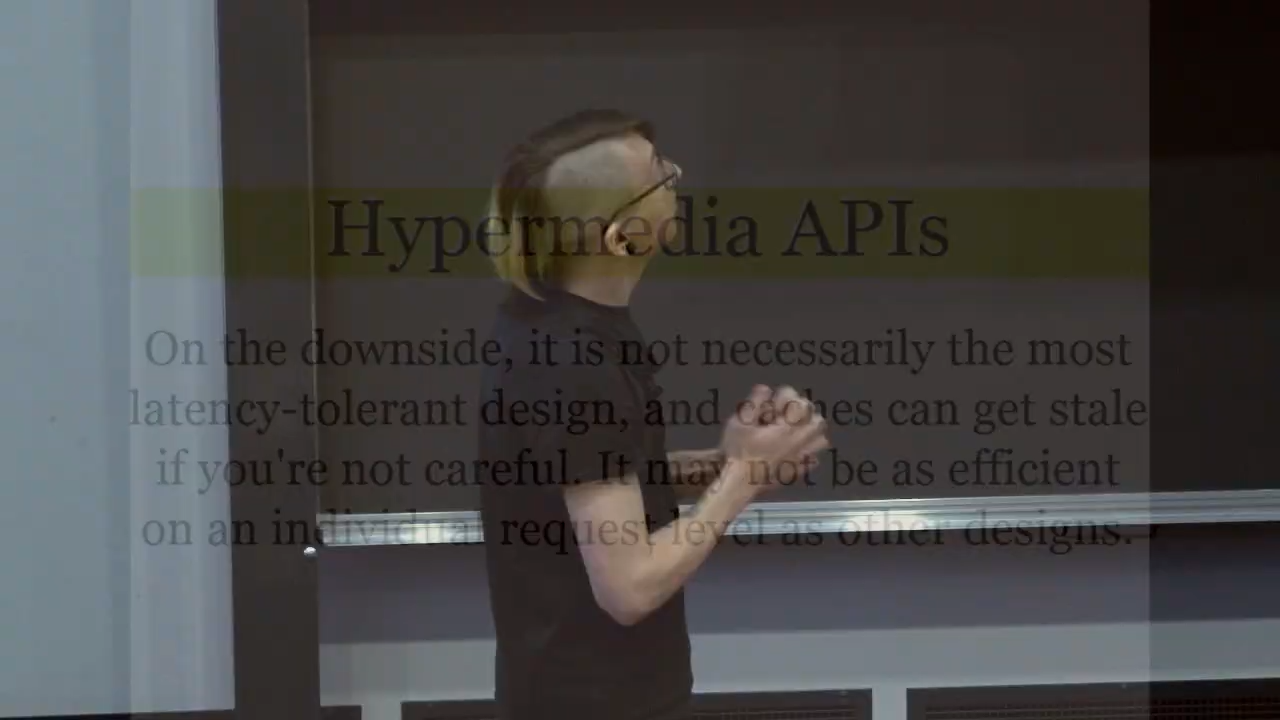 Hypermedia APIs
On the downside, it is not necessarily the most
latency-tolerant design, and caches can get stale
if you're not careful. It may not be as efficient
on an individual request level as other designs.